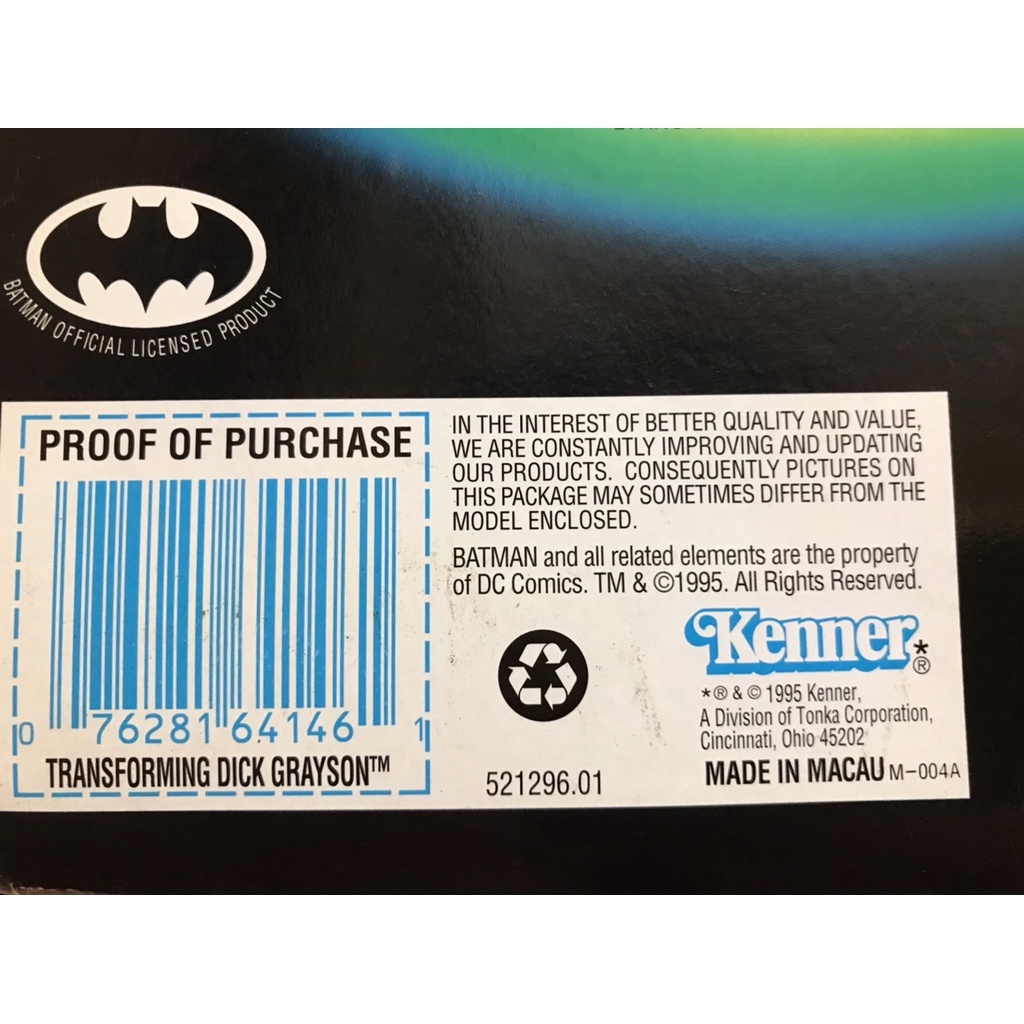 BATMAN OFFICIAL LICENSED PRODUCT
PROOF OF PURCHASE
0 76281 64146 1
TRANSFORMING DICK GRAYSON™
IN THE INTEREST OF BETTER QUALITY AND VALUE,
WE ARE CONSTANTLY IMPROVING AND UPDATING
OUR PRODUCTS. CONSEQUENTLY PICTURES ON
THIS PACKAGE MAY SOMETIMES DIFFER FROM THE
MODEL ENCLOSED.
BATMAN and all related elements are the property
of DC Comics. TM & ©1995. All Rights Reserved.
Kenner*®
*® & © 1995 Kenner,
A Division of Tonka Corporation,
Cincinnati, Ohio 45202
521296.01
MADE IN MACAU M-004A